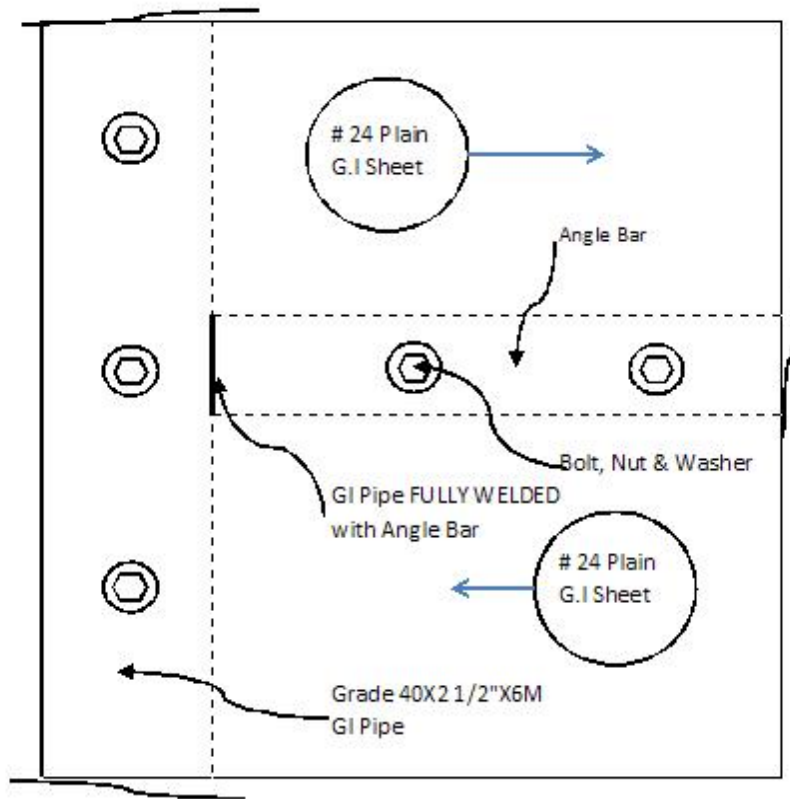 # 24 Plain
G.I Sheet
Angle Bar
Bolt, Nut & Washer
GI Pipe FULLY WELDED
with Angle Bar
# 24 Plain
G.I Sheet
Grade 40X2 1/2"X6M
GI Pipe